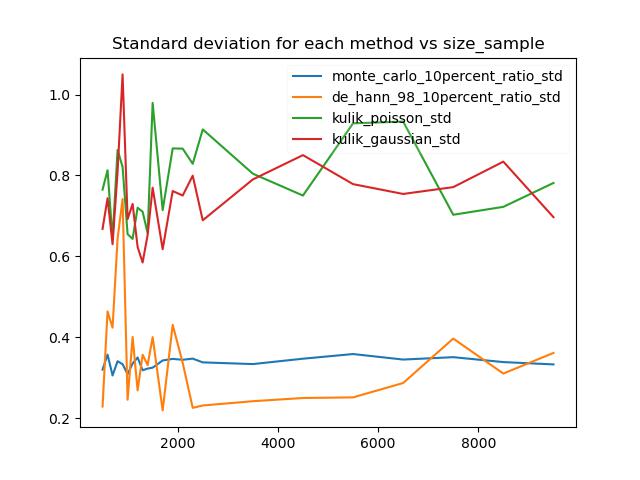 Standard deviation for each method vs size_sample
monte_carlo_10percent_ratio_std
de_hann_98_10percent_ratio_std
kulik_poisson_std
kulik_gaussian_std
1.0
0.8
0.6
0.4
0.2
2000
4000
6000
8000